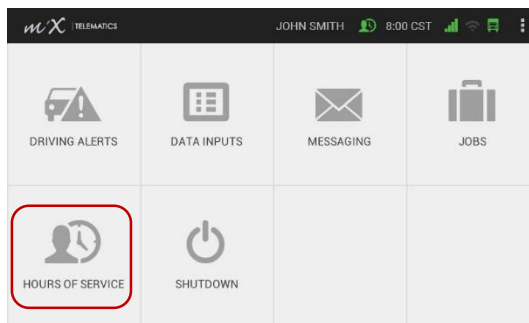 miX TELEMATICS
JOHN SMITH 8:00 CST
DRIVING ALERTS
DATA INPUTS
MESSAGING
JOBS
HOURS OF SERVICE
SHUTDOWN